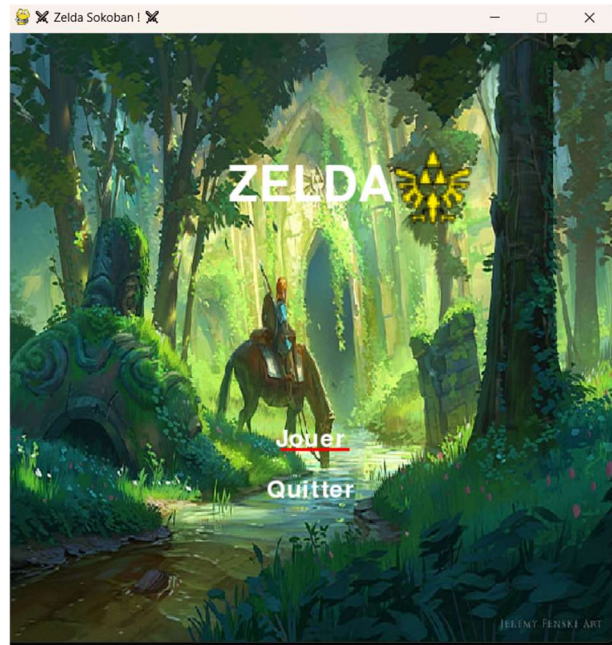 Zelda Sokoban !
ZELDA
Jouer
Quitter
JEREMY FENSKE ART